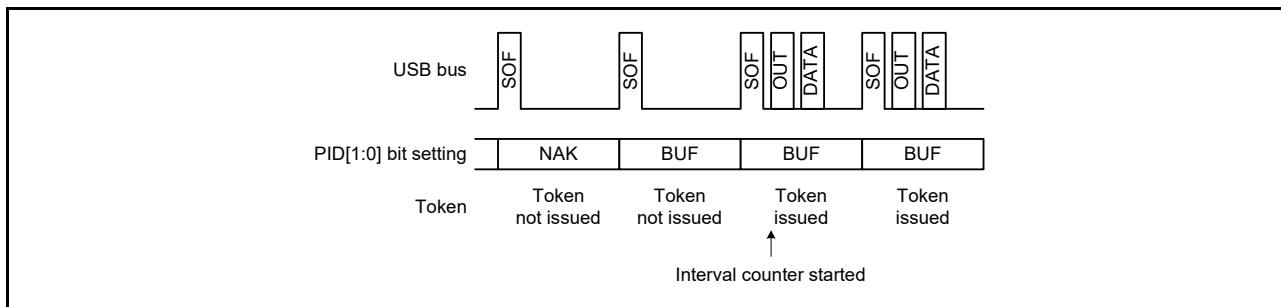 USB bus
SOF
SOF
SOF
OUT
DATA
SOF
OUT
DATA
PID[1:0] bit setting
NAK
BUF
BUF
BUF
Token
Token
not issued
Token
not issued
Token
issued
Token
issued
Interval counter started